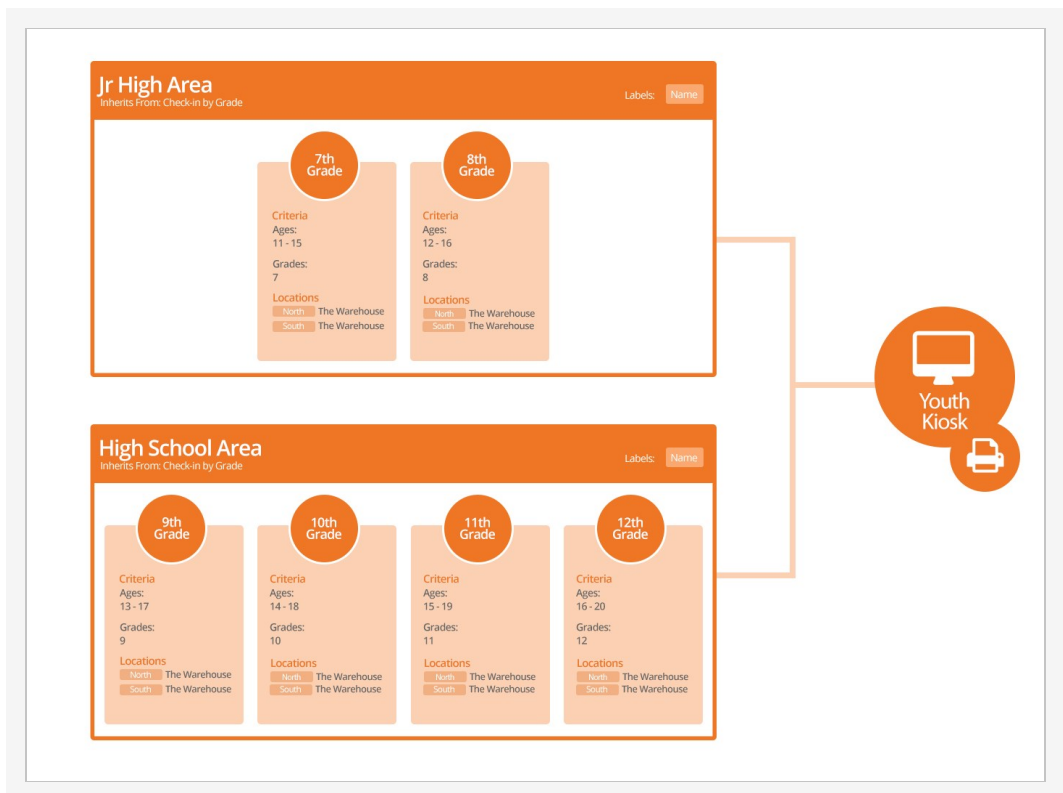 Jr High Area
Inherits From: Check-in by Grade
Labels: Name
7th
Grade
Criteria
Ages:
11 - 15
Grades:
7
Locations
North The Warehouse
South The Warehouse
8th
Grade
Criteria
Ages:
12 - 16
Grades:
8
Locations
North The Warehouse
South The Warehouse
High School Area
Inherits From: Check-in by Grade
Labels: Name
9th
Grade
Criteria
Ages:
13 - 17
Grades:
9
Locations
North The Warehouse
South The Warehouse
10th
Grade
Criteria
Ages:
14 - 18
Grades:
10
Locations
North The Warehouse
South The Warehouse
11th
Grade
Criteria
Ages:
15 - 19
Grades:
11
Locations
North The Warehouse
South The Warehouse
12th
Grade
Criteria
Ages:
16 - 20
Grades:
12
Locations
North The Warehouse
South The Warehouse
Youth
Kiosk